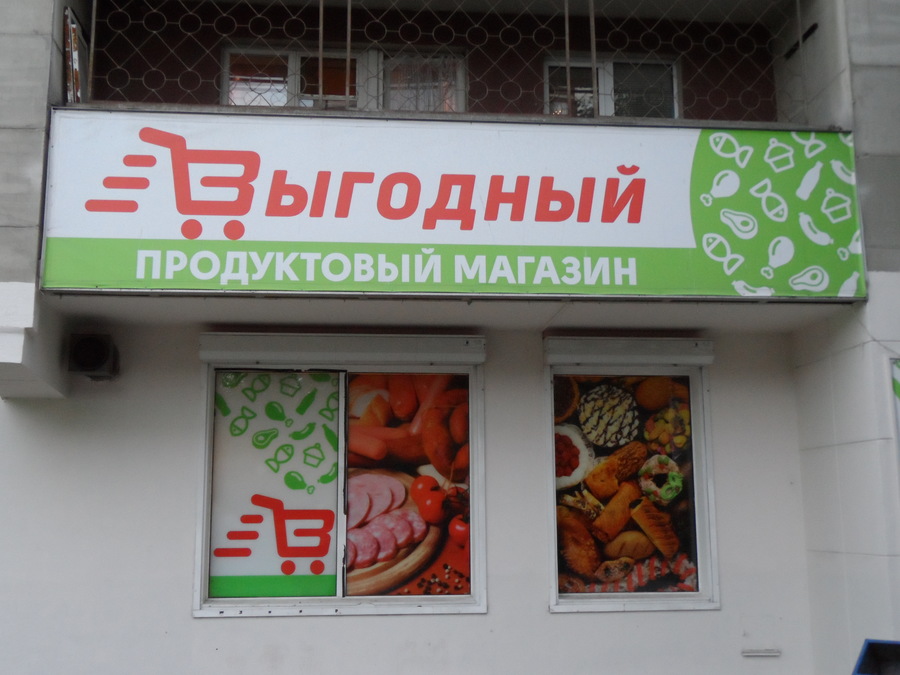 Выгодный
ПРОДУКТОВЫЙ МАГАЗИН
В